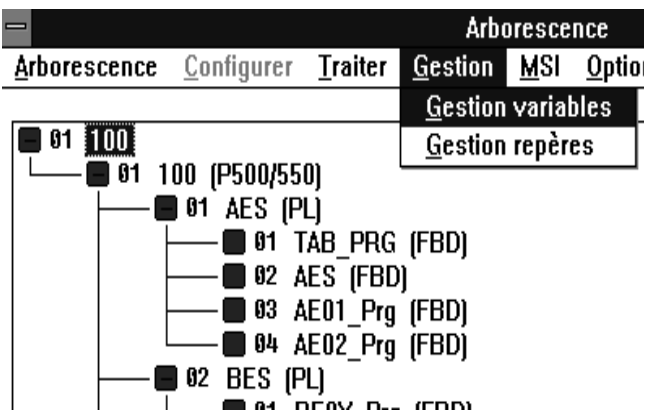 Arborescence
Arborescence Configurer Traiter Gestion MSI Optio
Gestion variables
Gestion repères
01 100
01 100 (P500/550)
01 AES (PL)
01 TAB_PRG (FBD)
02 AES (FBD)
03 AE01_Prg (FBD)
04 AE02_Prg (FBD)
02 BES (PL)